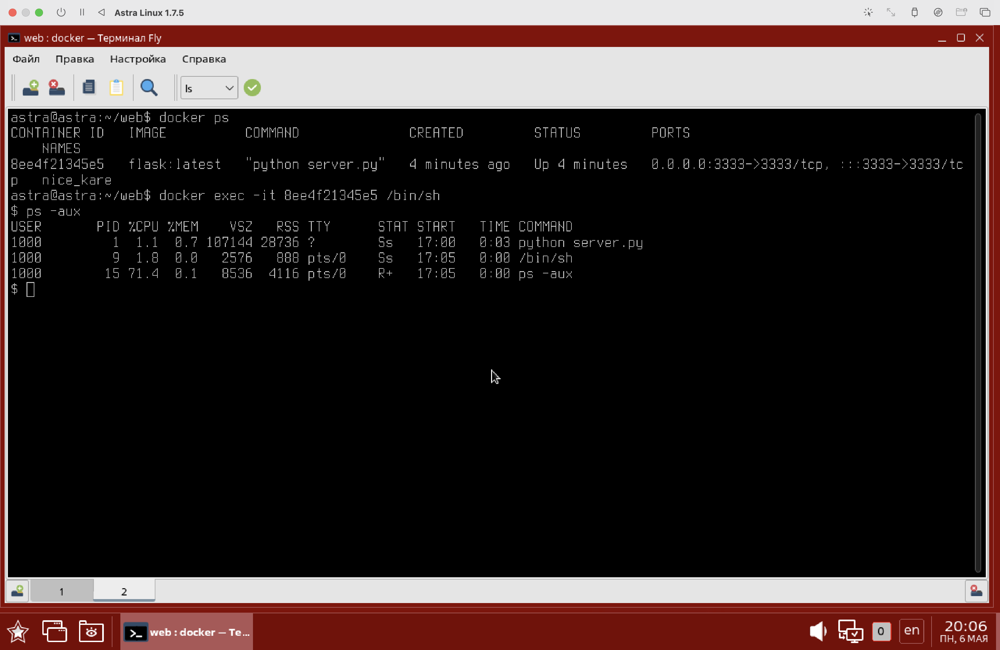 Astra Linux 1.7.5
web : docker — Терминал Fly
Файл Правка Настройка Справка
ls
astra@astra:~/web$ docker ps
CONTAINER ID   IMAGE          COMMAND              CREATED         STATUS         PORTS
    NAMES
8ee4f21345e5   flask:latest   "python server.py"   4 minutes ago   Up 4 minutes   0.0.0.0:3333->3333/tcp, :::3333->3333/tc
p   nice_kare
astra@astra:~/web$ docker exec -it 8ee4f21345e5 /bin/sh
$ ps -aux
USER       PID %CPU %MEM    VSZ   RSS TTY      STAT START   TIME COMMAND
1000         1  1.1  0.7 107144 28736 ?        Ss   17:00   0:03 python server.py
1000         9  1.8  0.0   2576   888 pts/0    Ss   17:05   0:00 /bin/sh
1000        15 71.4  0.1   8536  4116 pts/0    R+   17:05   0:00 ps -aux
$
1 2
web : docker — Te...
0 en 20:06
ПН, 6 МАЯ